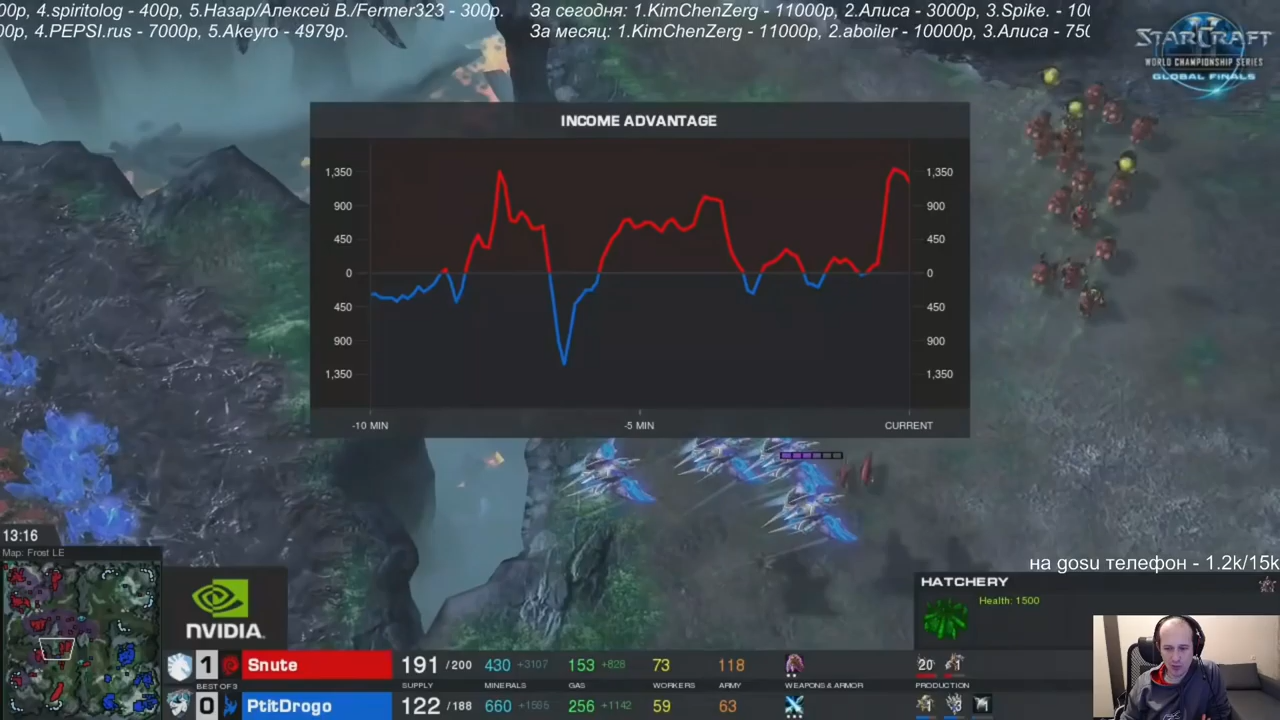 00р, 4.spiritolog - 400р, 5.Назар/Алексей В./Fermer323 - 300р.
За сегодня: 1.KimChenZerg - 11000р, 2.Алиса - 3000р, 3.Spike. - 10
00р, 4.PEPSI.rus - 7000р, 5.Akeyro - 4979р.
За месяц: 1.KimChenZerg - 11000р, 2.aboiler - 10000р, 3.Алиса - 750
STARCRAFT
WORLD CHAMPIONSHIP SERIES
GLOBAL FINALS
INCOME ADVANTAGE
1,350 1,350
900 900
450 450
0 0
450 450
900 900
1,350 1,350
-10 MIN -5 MIN CURRENT
13:16
Map: Frost LE
на gosu телефон - 1.2k/15k
HATCHERY
Health: 1500
NVIDIA.
1 Snute 191 /200 430 +3107 153 +828 73 118 20 1
BEST OF 3 SUPPLY MINERALS GAS WORKERS ARMY WEAPONS & ARMOR PRODUCTION
0 PtitDrogo 122 /188 660 +1565 256 +1142 59 63